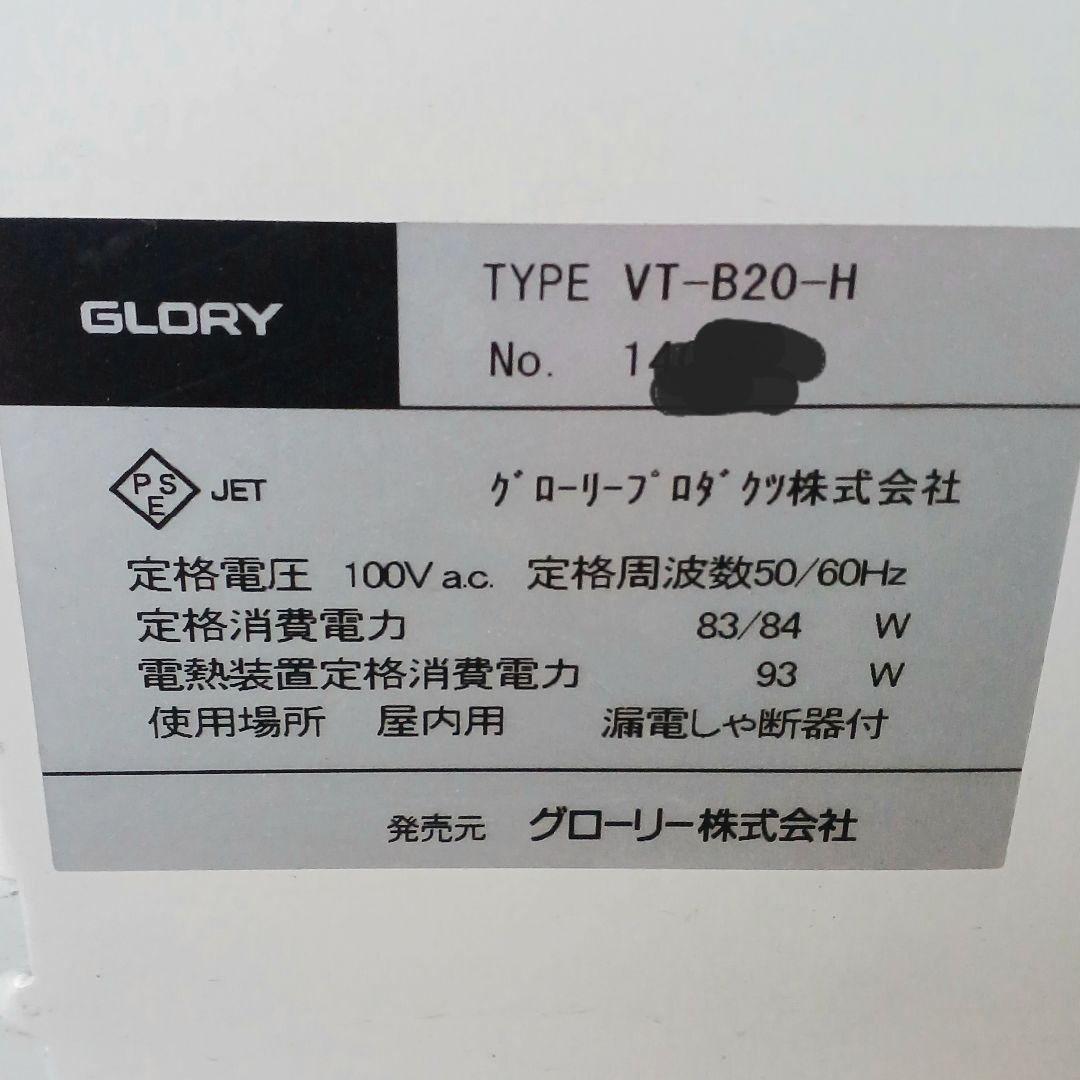 GLORY
TYPE VT-B20-H
No. 14
PSE JET
グローリープロダクツ株式会社
定格電圧 100V a.c. 定格周波数50/60Hz
定格消費電力 83/84 W
電熱装置定格消費電力 93 W
使用場所 屋内用 漏電しゃ断器付
発売元 グローリー株式会社